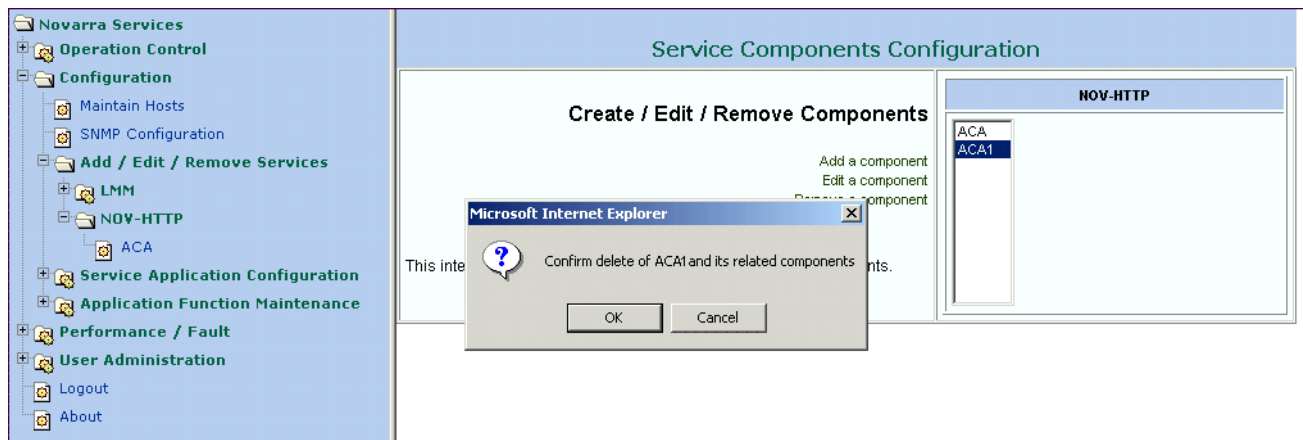 Novarra Services
Operation Control
Configuration
Maintain Hosts
SNMP Configuration
Add / Edit / Remove Services
LMM
NOV-HTTP
ACA
Service Application Configuration
Application Function Maintenance
Performance / Fault
User Administration
Logout
About
Service Components Configuration
Create / Edit / Remove Components
Add a component
Edit a component
component
This inte
nts.
Microsoft Internet Explorer
Confirm delete of ACA1 and its related components
OK
Cancel
NOV-HTTP
ACA
ACA1